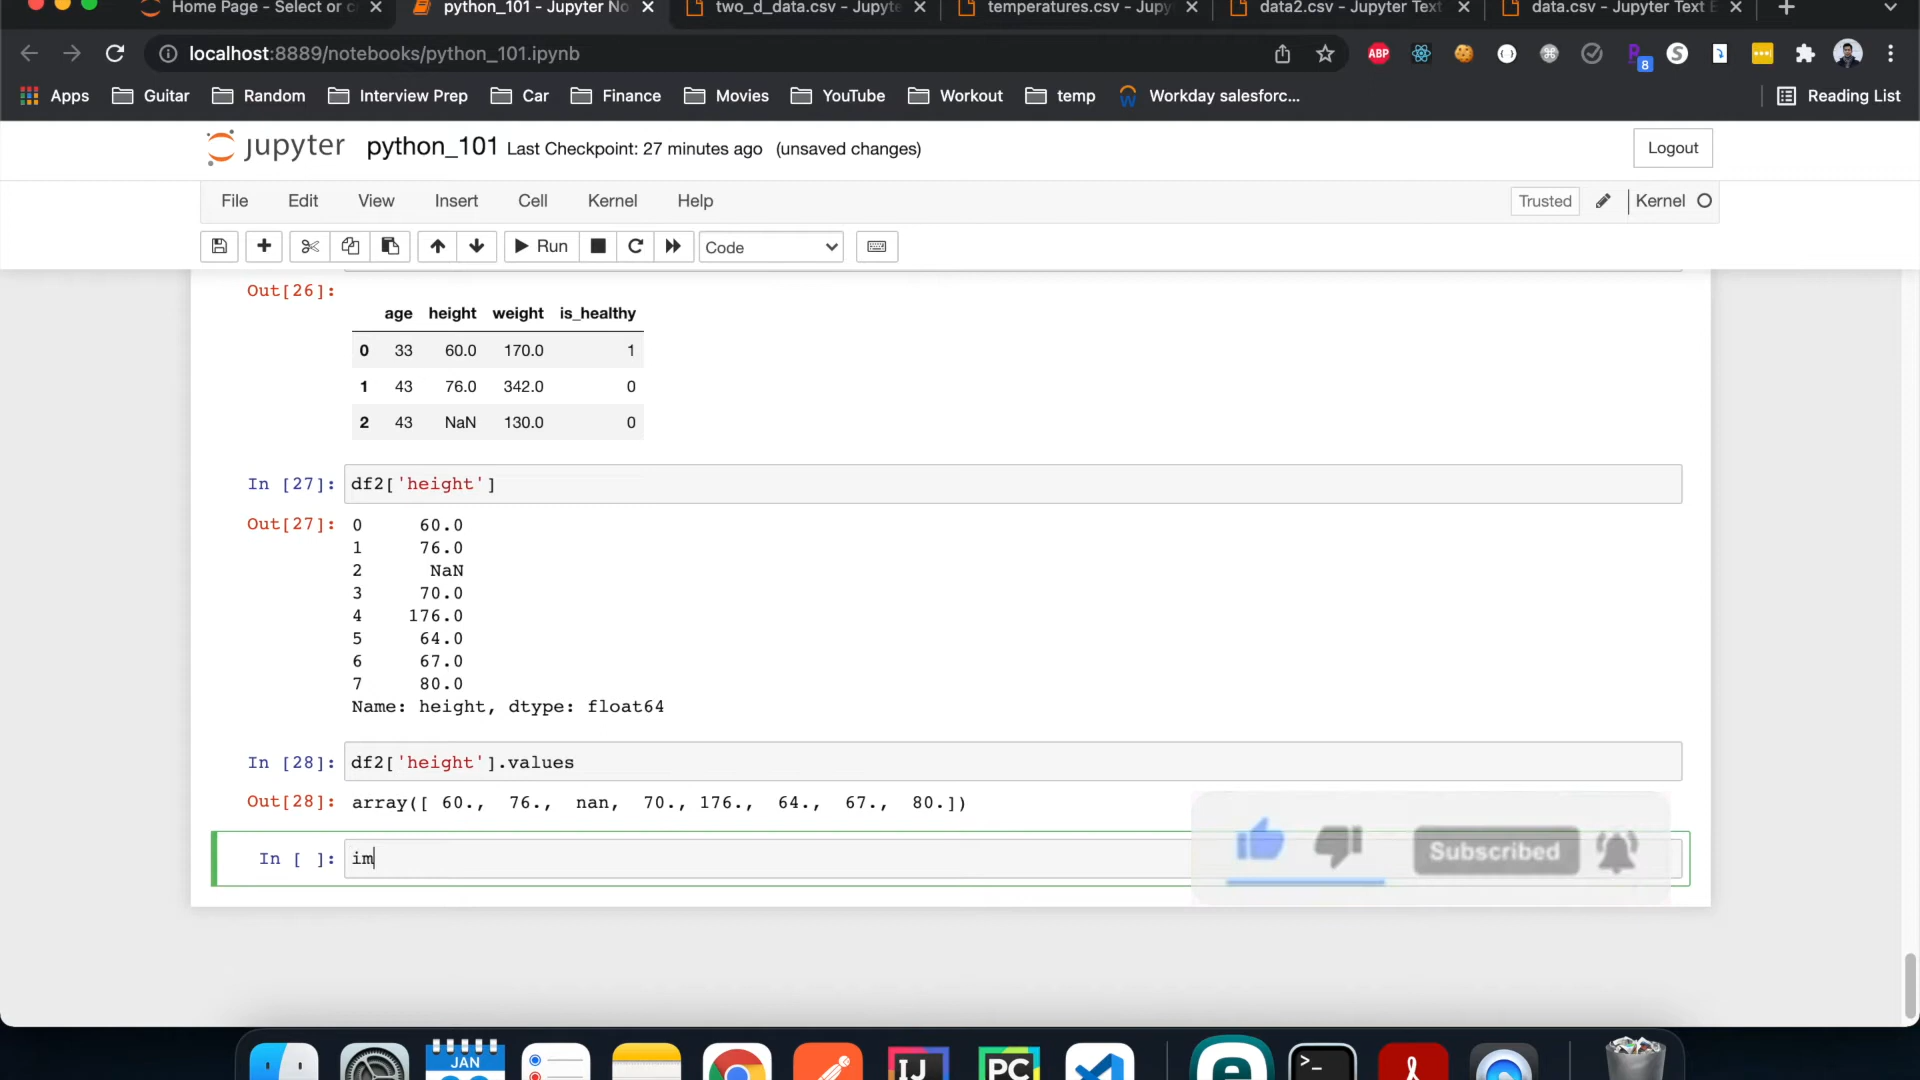 Home Page - Select or c
python_101 - Jupyter No
two_d_data.csv - Jupyte
temperatures.csv - Jupy
data2.csv - Jupyter Text
data.csv - Jupyter Text E
localhost:8889/notebooks/python_101.ipynb
ABP
8
S
Apps
Guitar
Random
Interview Prep
Car
Finance
Movies
YouTube
Workout
temp
Workday salesforc...
Reading List
jupyter python_101 Last Checkpoint: 27 minutes ago (unsaved changes)
Logout
File Edit View Insert Cell Kernel Help
Trusted
Kernel
Run
Code
Out[26]:
age height weight is_healthy
0 33 60.0 170.0 1
1 43 76.0 342.0 0
2 43 NaN 130.0 0
In [27]: df2['height']
Out[27]: 0 60.0
1 76.0
2 NaN
3 70.0
4 176.0
5 64.0
6 67.0
7 80.0
Name: height, dtype: float64
In [28]: df2['height'].values
Out[28]: array([ 60., 76., nan, 70., 176., 64., 67., 80.])
In [ ]: im
Subscribed
JAN
IJ
PC
e
>_